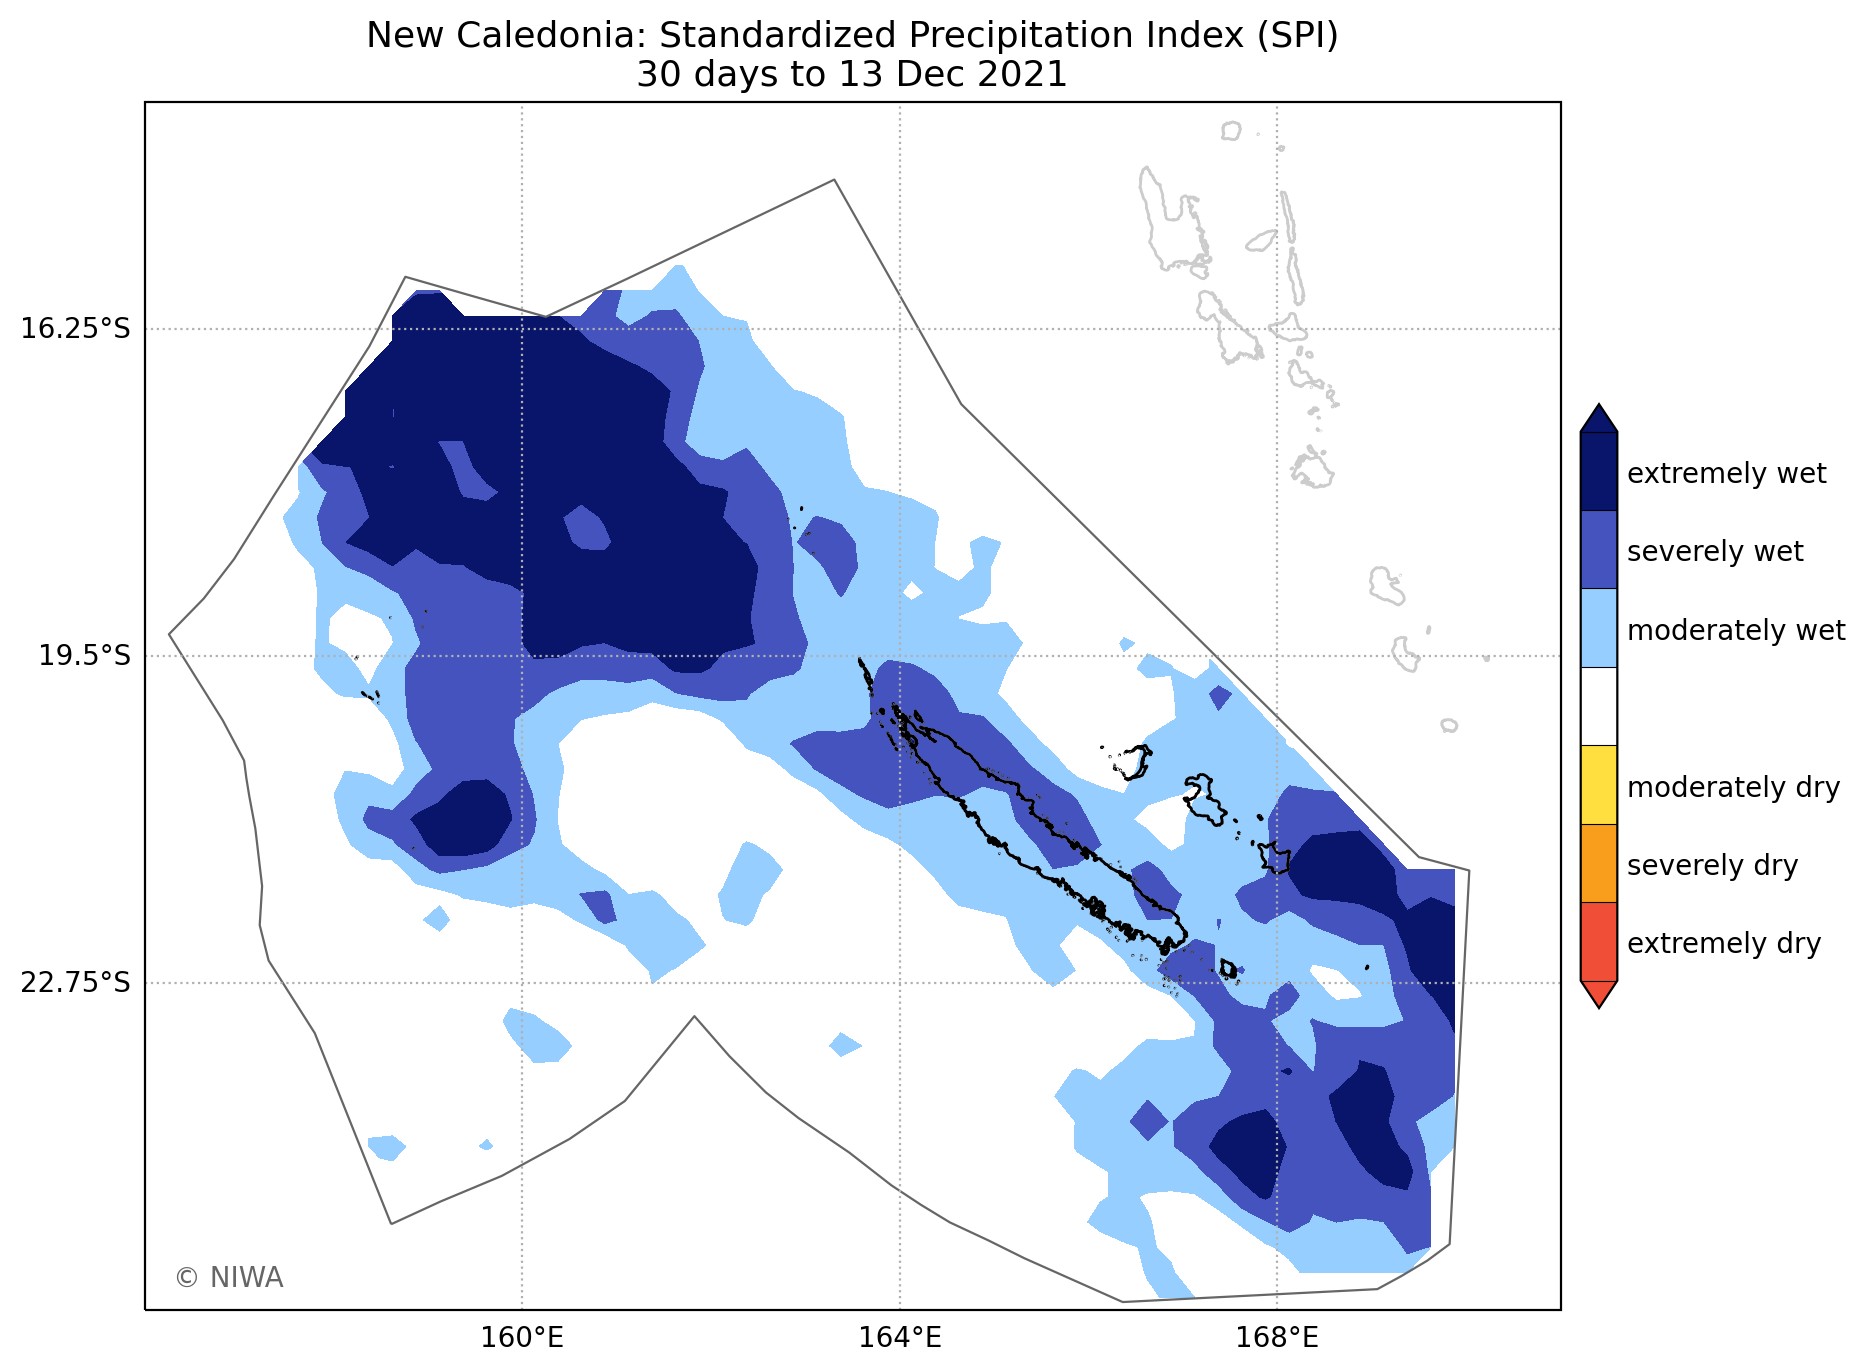 New Caledonia: Standardized Precipitation Index (SPI)
30 days to 13 Dec 2021
16.25°S
19.5°S
22.75°S
160°E
164°E
168°E
extremely wet
severely wet
moderately wet
moderately dry
severely dry
extremely dry
© NIWA